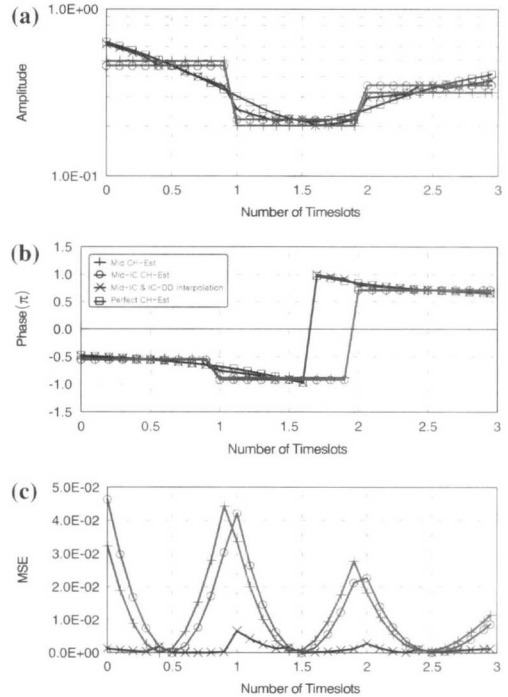 (a)
1.0E+00
Amplitude
1.0E-01
0 0.5 1 1.5 2 2.5 3
Number of Timeslots
(b)
1.5
1.0
0.5
0.0
-0.5
-1.0
-1.5
Phase (π)
Mid CH-Est
Mid-IC CH-Est
Mid-IC & IC-DD Interpolation
Perfect CH-Est
0 0.5 1 1.5 2 2.5 3
Number of Timeslots
(c)
5.0E-02
4.0E-02
3.0E-02
2.0E-02
1.0E-02
0.0E+00
MSE
0 0.5 1 1.5 2 2.5 3
Number of Timeslots